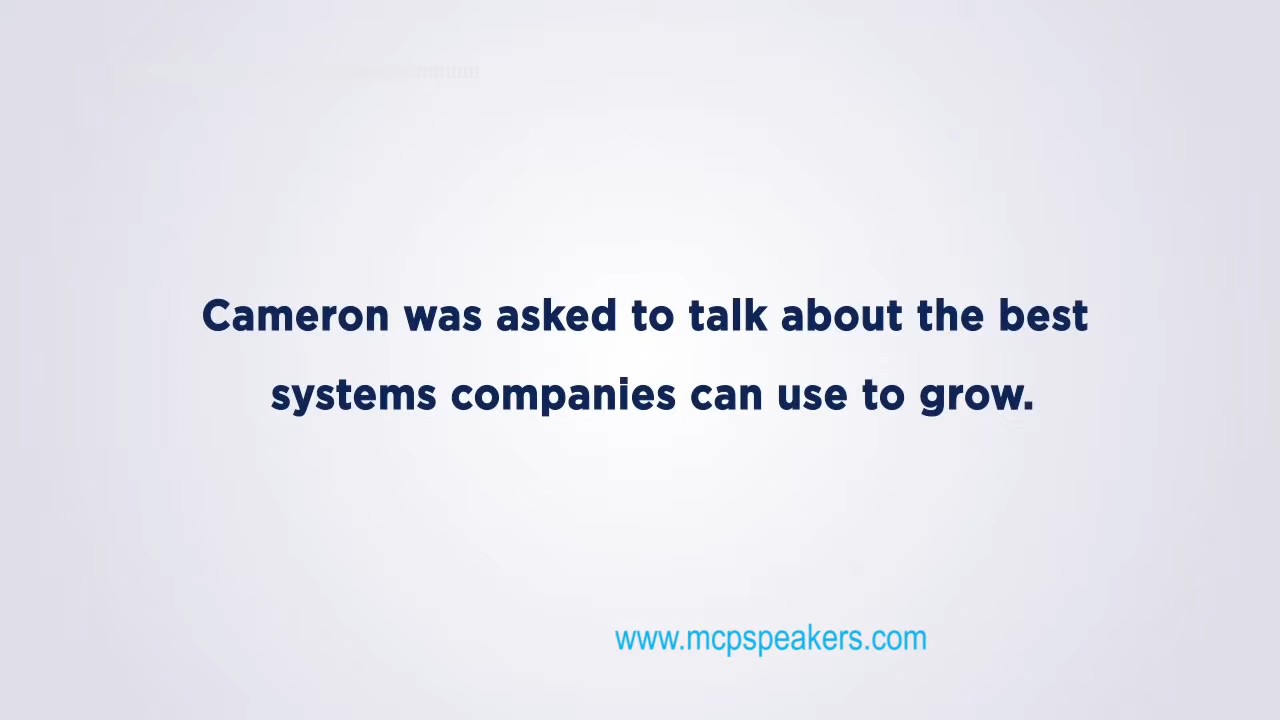 Cameron was asked to talk about the best
systems companies can use to grow.
www.mcpspeakers.com